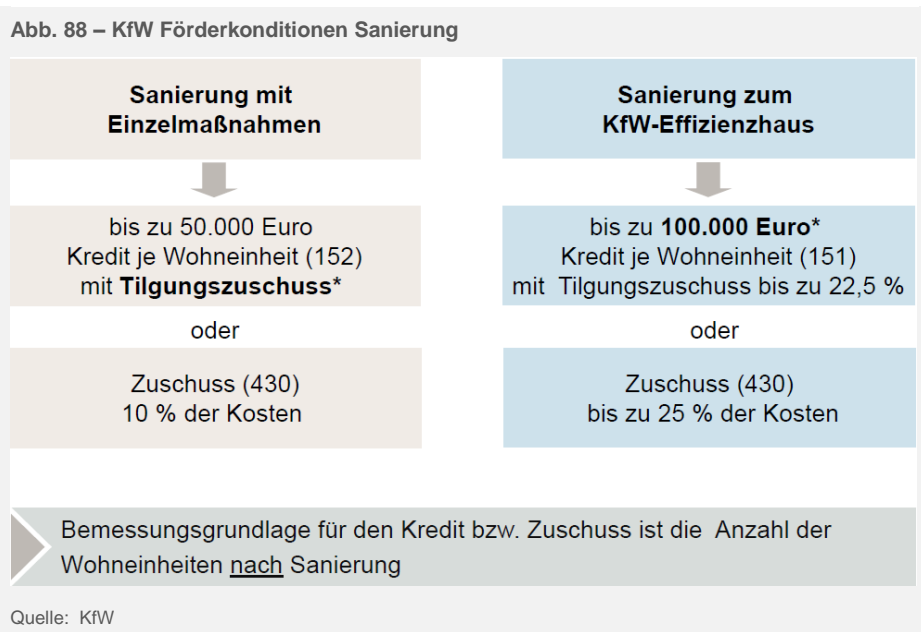 Abb. 88 – KfW Förderkonditionen Sanierung
Sanierung mit
Einzelmaßnahmen
bis zu 50.000 Euro
Kredit je Wohneinheit (152)
mit Tilgungszuschuss*
oder
Zuschuss (430)
10 % der Kosten
Sanierung zum
KfW-Effizienzhaus
bis zu 100.000 Euro*
Kredit je Wohneinheit (151)
mit Tilgungszuschuss bis zu 22,5 %
oder
Zuschuss (430)
bis zu 25 % der Kosten
Bemessungsgrundlage für den Kredit bzw. Zuschuss ist die Anzahl der
Wohneinheiten nach Sanierung
Quelle: KfW